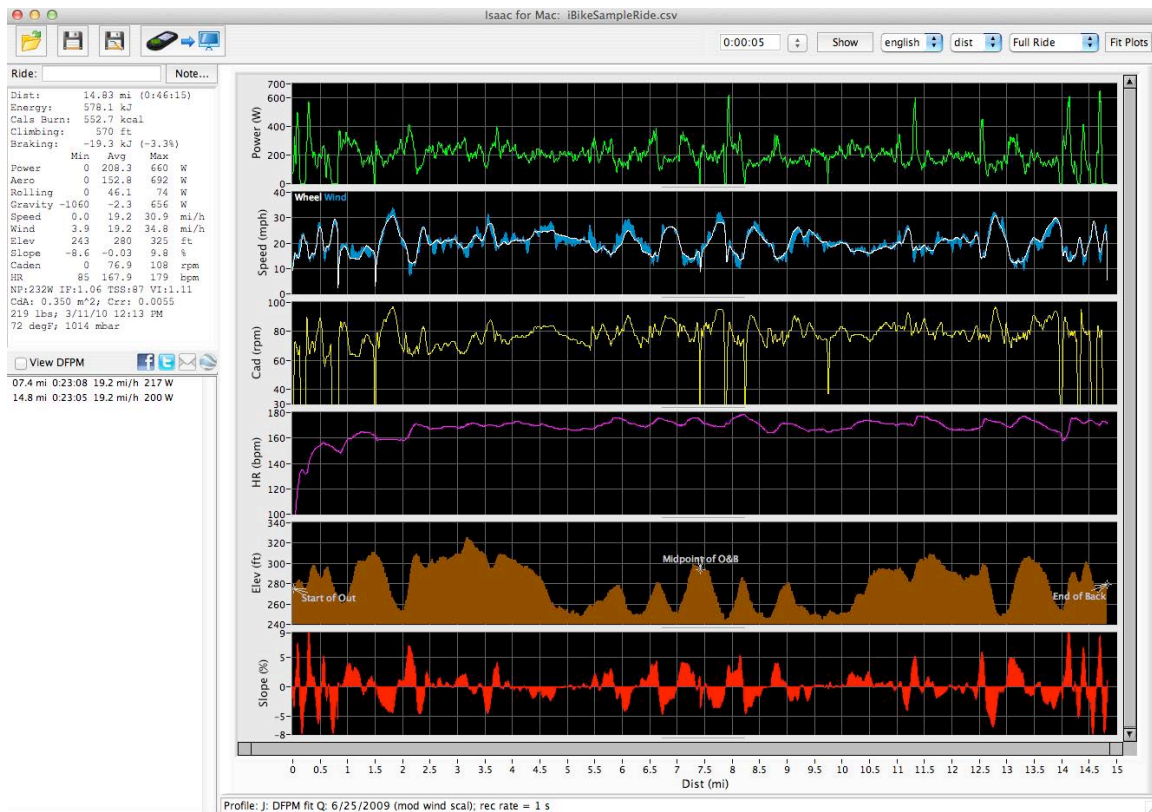 Isaac for Mac: iBikeSampleRide.csv
0:00:05 Show english dist Full Ride Fit Plots
Ride: Note...
Dist: 14.83 mi (0:46:15)
Energy: 578.1 kJ
Cals Burn: 552.7 kcal
Climbing: 570 ft
Braking: -19.3 kJ (-3.3%)
Min Avg Max
Power 0 208.3 660 W
Aero 0 152.8 692 W
Rolling 0 46.1 74 W
Gravity -1060 -2.3 656 W
Speed 0.0 19.2 30.9 mi/h
Wind 3.9 19.2 34.8 mi/h
Elev 243 280 325 ft
Slope -8.6 -0.03 9.8 %
Caden 0 76.9 108 rpm
HR 85 167.9 179 bpm
NP:232W IF:1.06 TSS:87 VI:1.11
CdA: 0.350 m^2; Crr: 0.0055
219 lbs; 3/11/10 12:13 PM
72 degF; 1014 mbar
View DFPM f t
07.4 mi 0:23:08 19.2 mi/h 217 W
14.8 mi 0:23:05 19.2 mi/h 200 W
Power (W)
700
600
400
200
0
Speed (mph)
Wheel Wind
40
30
20
10
0
Cad (rpm)
100
80
60
40
30
HR (bpm)
180
160
140
120
100
Elev (ft)
340
320
300
280
260
240
Start of Out
Midpoint of O&B
End of Back
Slope (%)
9
5
0
-5
-8
0 0.5 1 1.5 2 2.5 3 3.5 4 4.5 5 5.5 6 6.5 7 7.5 8 8.5 9 9.5 10 10.5 11 11.5 12 12.5 13 13.5 14 14.5 15
Dist (mi)
Profile: J: DFPM fit Q: 6/25/2009 (mod wind scal); rec rate = 1 s